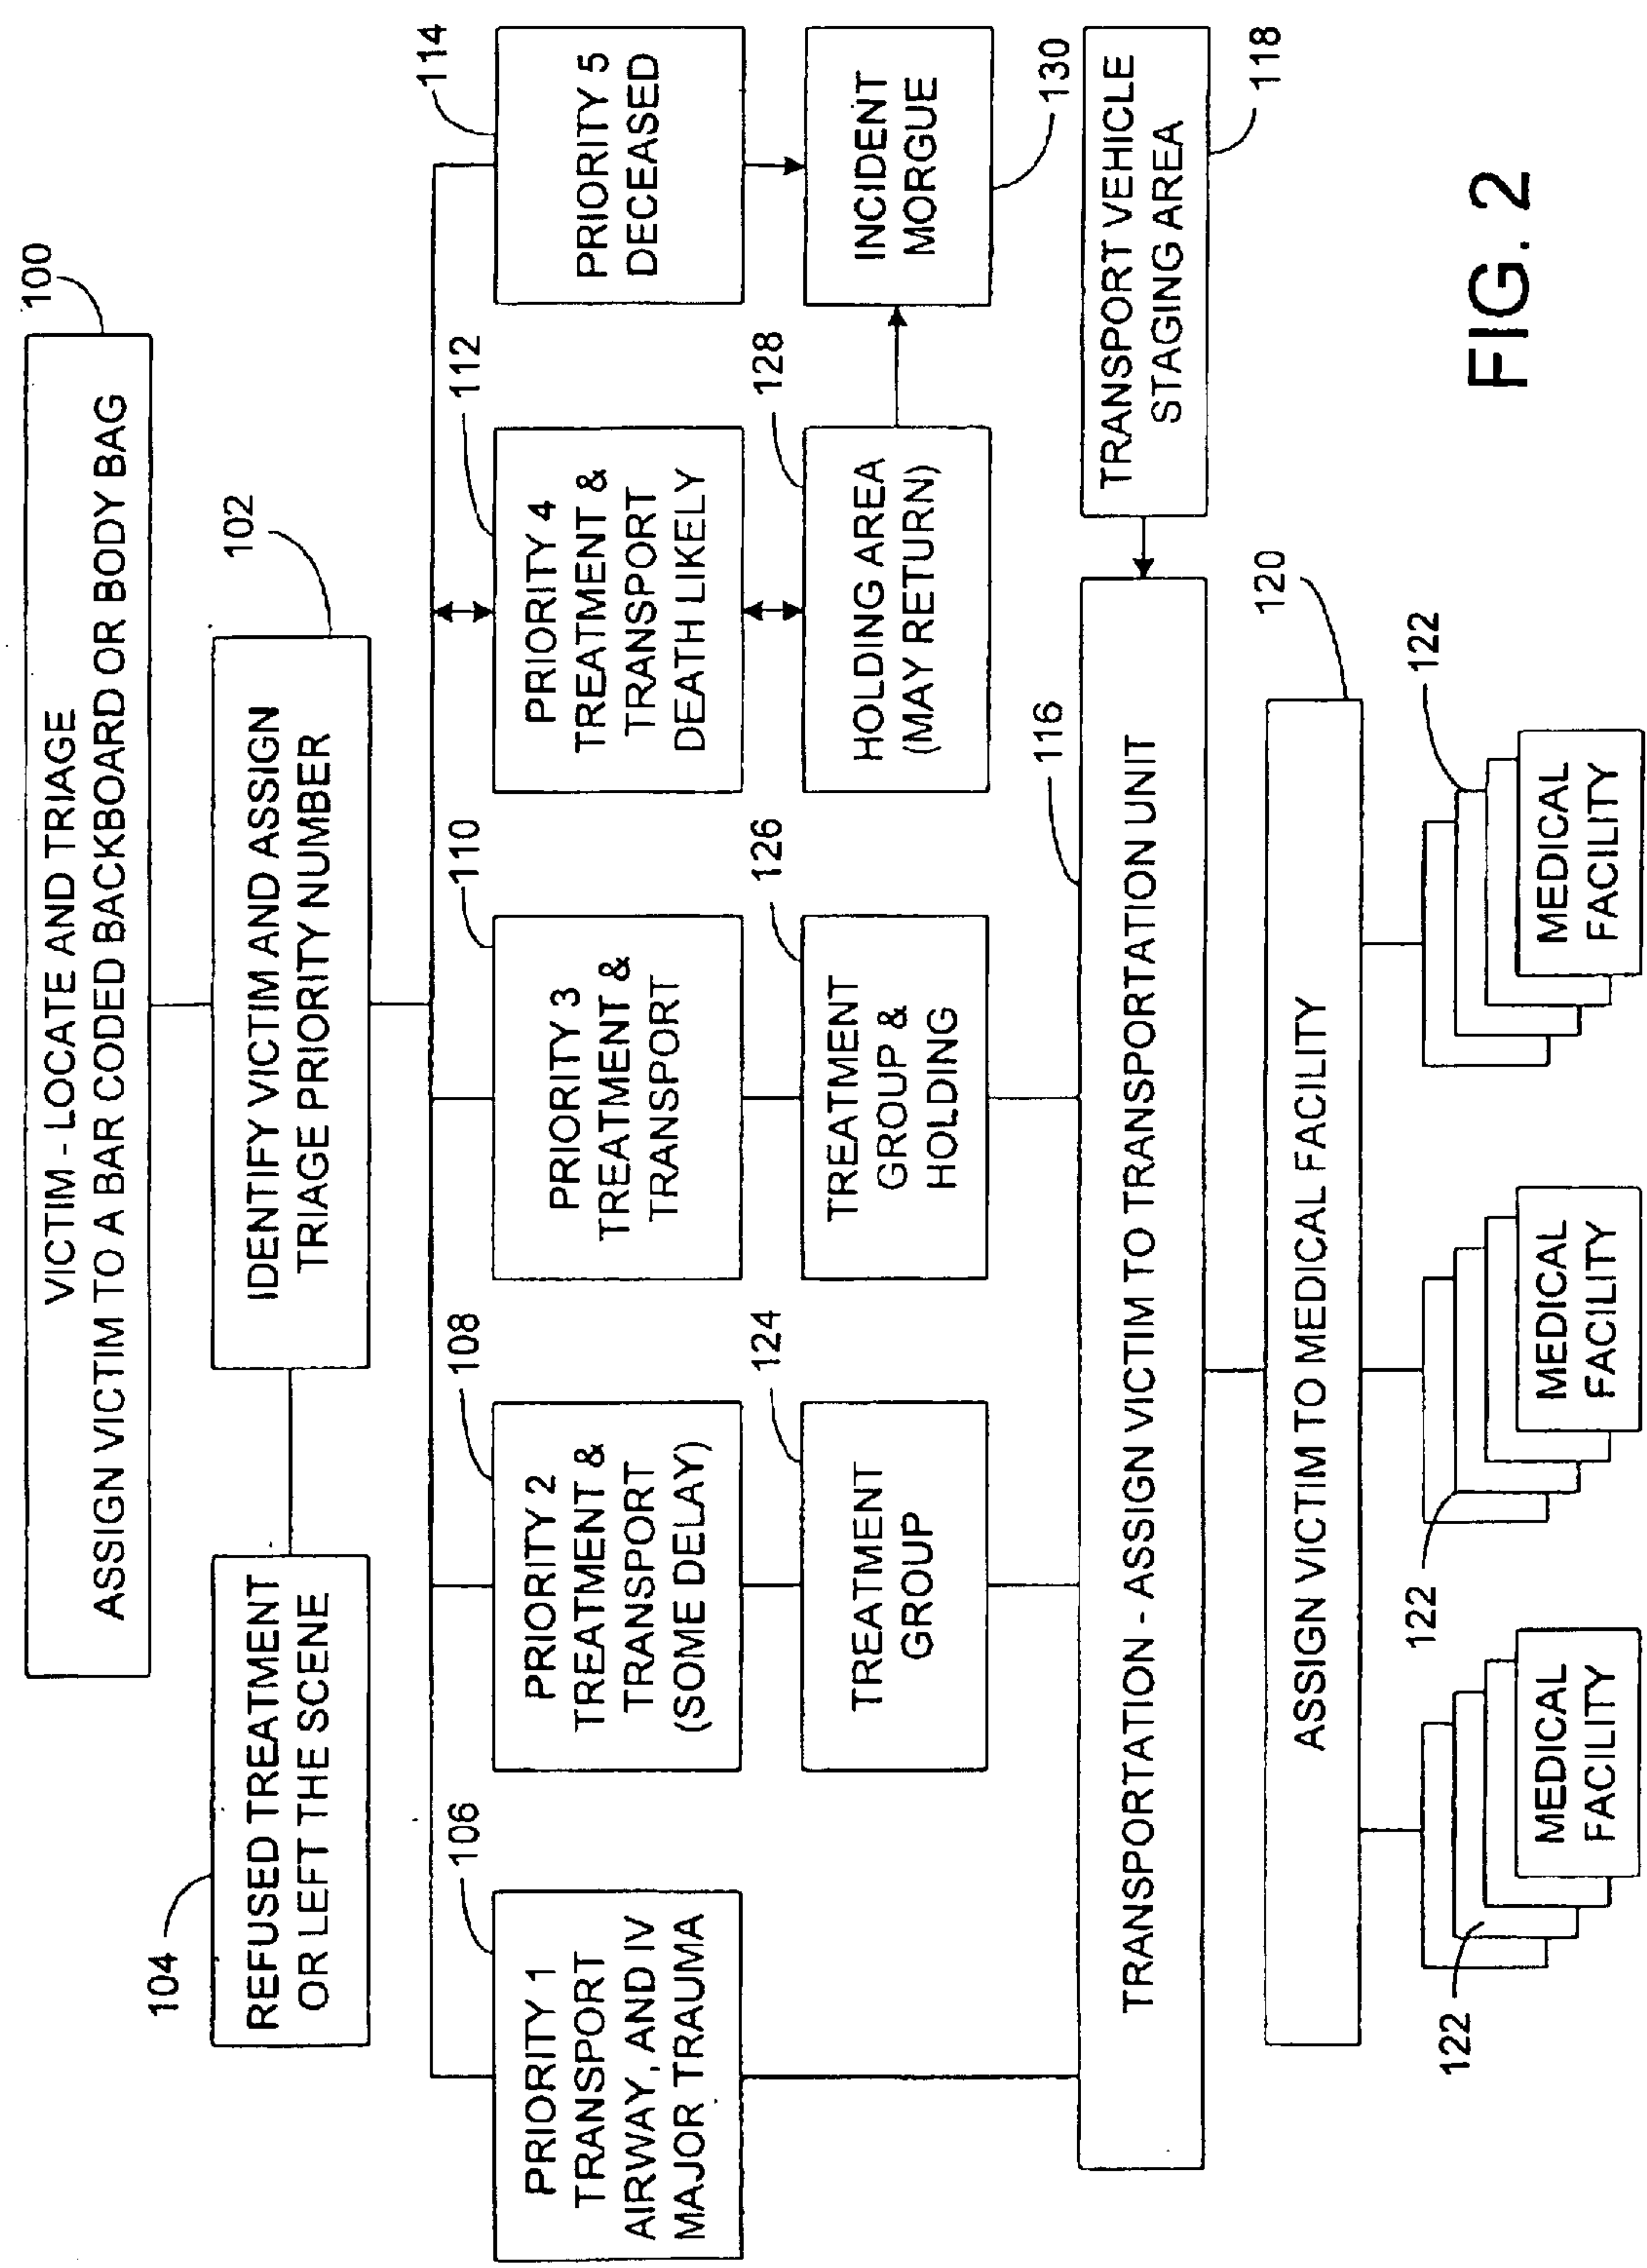 100
VICTIM - LOCATE AND TRIAGE
ASSIGN VICTIM TO A BAR CODED BACKBOARD OR BODY BAG
104
REFUSED TREATMENT
OR LEFT THE SCENE
102
IDENTIFY VICTIM AND ASSIGN
TRIAGE PRIORITY NUMBER
106
PRIORITY 1
TRANSPORT
AIRWAY, AND IV
MAJOR TRAUMA
108
PRIORITY 2
TREATMENT &
TRANSPORT
(SOME DELAY)
110
PRIORITY 3
TREATMENT &
TRANSPORT
112
PRIORITY 4
TREATMENT &
TRANSPORT
DEATH LIKELY
114
PRIORITY 5
DECEASED
124
TREATMENT
GROUP
126
TREATMENT
GROUP &
HOLDING
128
HOLDING AREA
(MAY RETURN)
INCIDENT
MORGUE
130
116
TRANSPORTATION - ASSIGN VICTIM TO TRANSPORTATION UNIT
TRANSPORT VEHICLE
STAGING AREA
118
120
ASSIGN VICTIM TO MEDICAL FACILITY
122
MEDICAL
FACILITY
122
MEDICAL
FACILITY
122
MEDICAL
FACILITY
FIG. 2